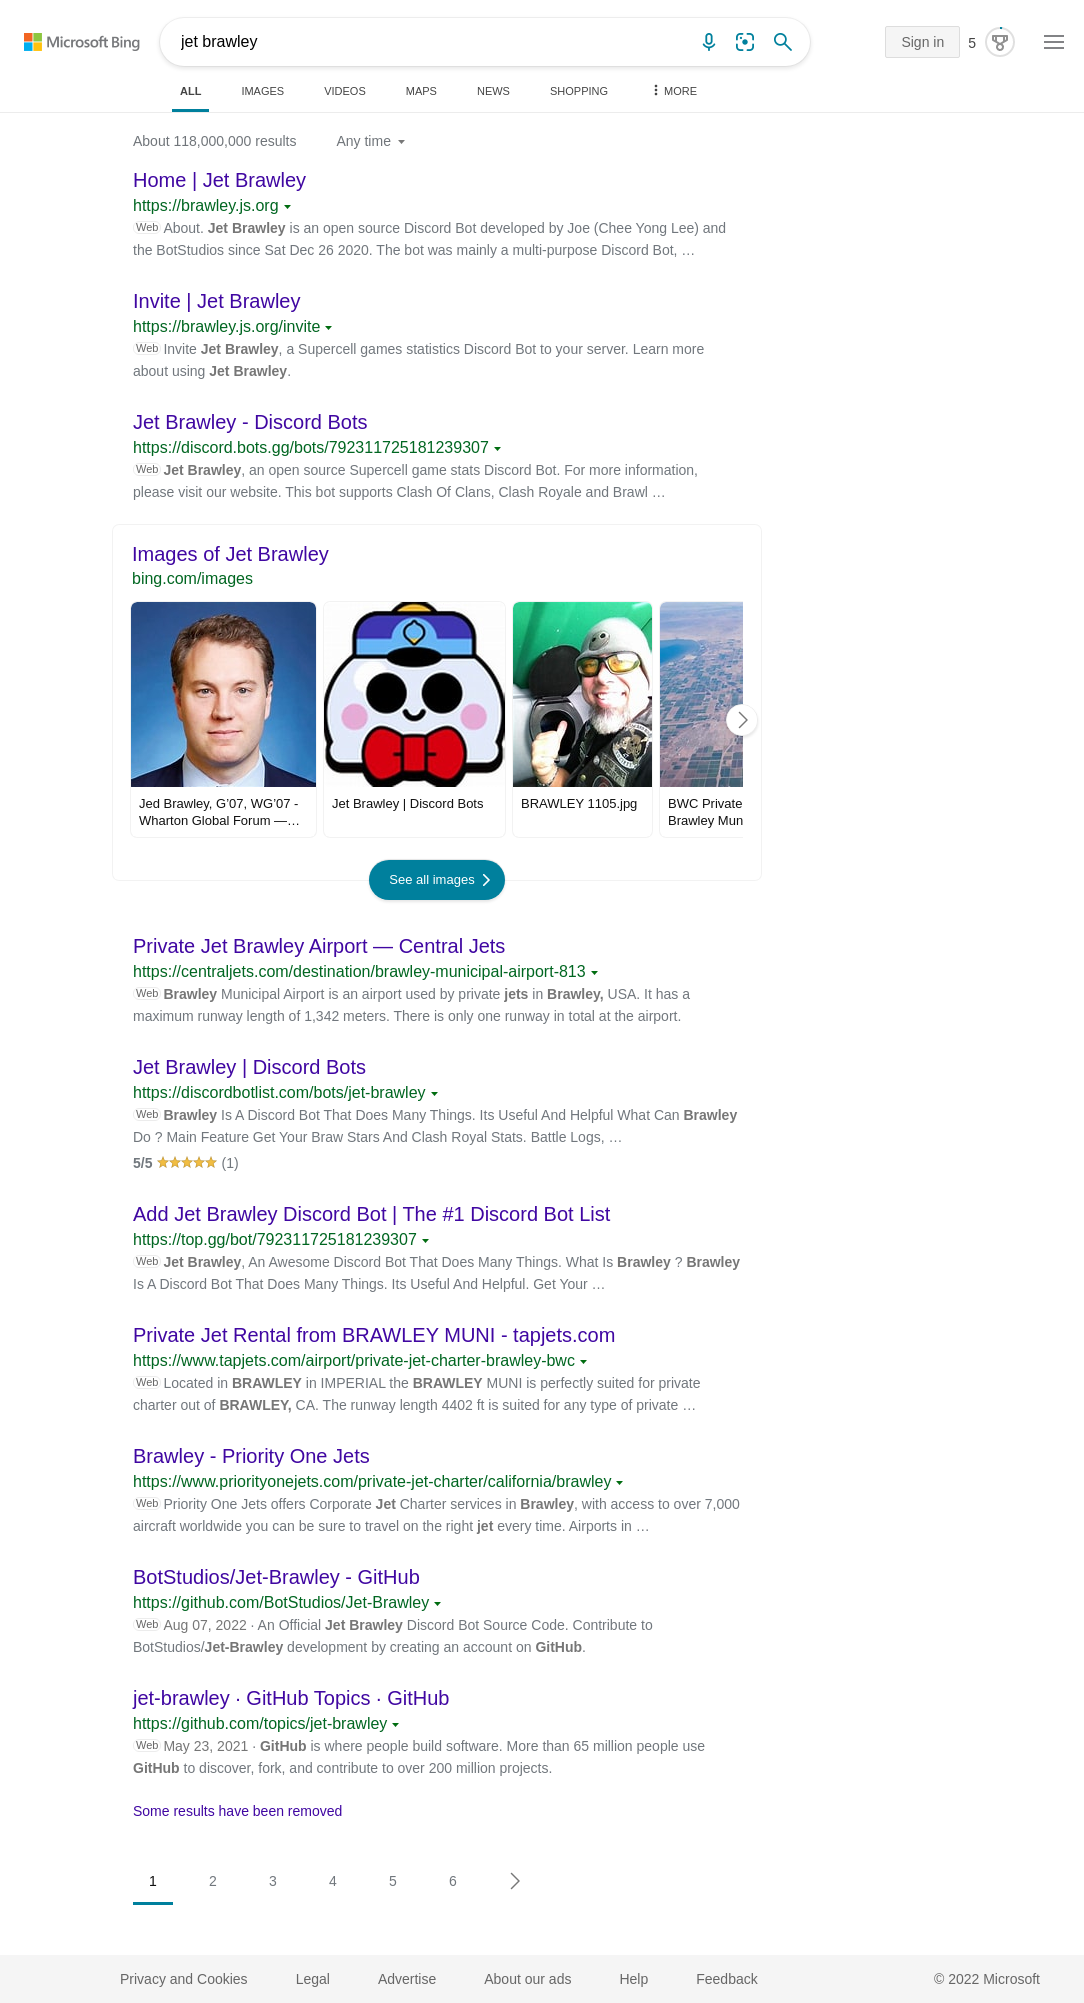 Microsoft Bing
jet brawley
Sign in
5
ALL
IMAGES
VIDEOS
MAPS
NEWS
SHOPPING
MORE
About 118,000,000 results
Any time
Home | Jet Brawley
https://brawley.js.org
Web About. Jet Brawley is an open source Discord Bot developed by Joe (Chee Yong Lee) and
the BotStudios since Sat Dec 26 2020. The bot was mainly a multi-purpose Discord Bot, …
Invite | Jet Brawley
https://brawley.js.org/invite
Web Invite Jet Brawley, a Supercell games statistics Discord Bot to your server. Learn more
about using Jet Brawley.
Jet Brawley - Discord Bots
https://discord.bots.gg/bots/792311725181239307
Web Jet Brawley, an open source Supercell game stats Discord Bot. For more information,
please visit our website. This bot supports Clash Of Clans, Clash Royale and Brawl …
Images of Jet Brawley
bing.com/images
Jed Brawley, G’07, WG’07 -
Wharton Global Forum —…
Jet Brawley | Discord Bots
BRAWLEY 1105.jpg
BWC Private
Brawley Mun
See all images
Private Jet Brawley Airport — Central Jets
https://centraljets.com/destination/brawley-municipal-airport-813
Web Brawley Municipal Airport is an airport used by private jets in Brawley, USA. It has a
maximum runway length of 1,342 meters. There is only one runway in total at the airport.
Jet Brawley | Discord Bots
https://discordbotlist.com/bots/jet-brawley
Web Brawley Is A Discord Bot That Does Many Things. Its Useful And Helpful What Can Brawley
Do ? Main Feature Get Your Braw Stars And Clash Royal Stats. Battle Logs, …
5/5 ★★★★★ (1)
Add Jet Brawley Discord Bot | The #1 Discord Bot List
https://top.gg/bot/792311725181239307
Web Jet Brawley, An Awesome Discord Bot That Does Many Things. What Is Brawley ? Brawley
Is A Discord Bot That Does Many Things. Its Useful And Helpful. Get Your …
Private Jet Rental from BRAWLEY MUNI - tapjets.com
https://www.tapjets.com/airport/private-jet-charter-brawley-bwc
Web Located in BRAWLEY in IMPERIAL the BRAWLEY MUNI is perfectly suited for private
charter out of BRAWLEY, CA. The runway length 4402 ft is suited for any type of private …
Brawley - Priority One Jets
https://www.priorityonejets.com/private-jet-charter/california/brawley
Web Priority One Jets offers Corporate Jet Charter services in Brawley, with access to over 7,000
aircraft worldwide you can be sure to travel on the right jet every time. Airports in …
BotStudios/Jet-Brawley - GitHub
https://github.com/BotStudios/Jet-Brawley
Web Aug 07, 2022 · An Official Jet Brawley Discord Bot Source Code. Contribute to
BotStudios/Jet-Brawley development by creating an account on GitHub.
jet-brawley · GitHub Topics · GitHub
https://github.com/topics/jet-brawley
Web May 23, 2021 · GitHub is where people build software. More than 65 million people use
GitHub to discover, fork, and contribute to over 200 million projects.
Some results have been removed
1
2
3
4
5
6
Privacy and Cookies
Legal
Advertise
About our ads
Help
Feedback
© 2022 Microsoft